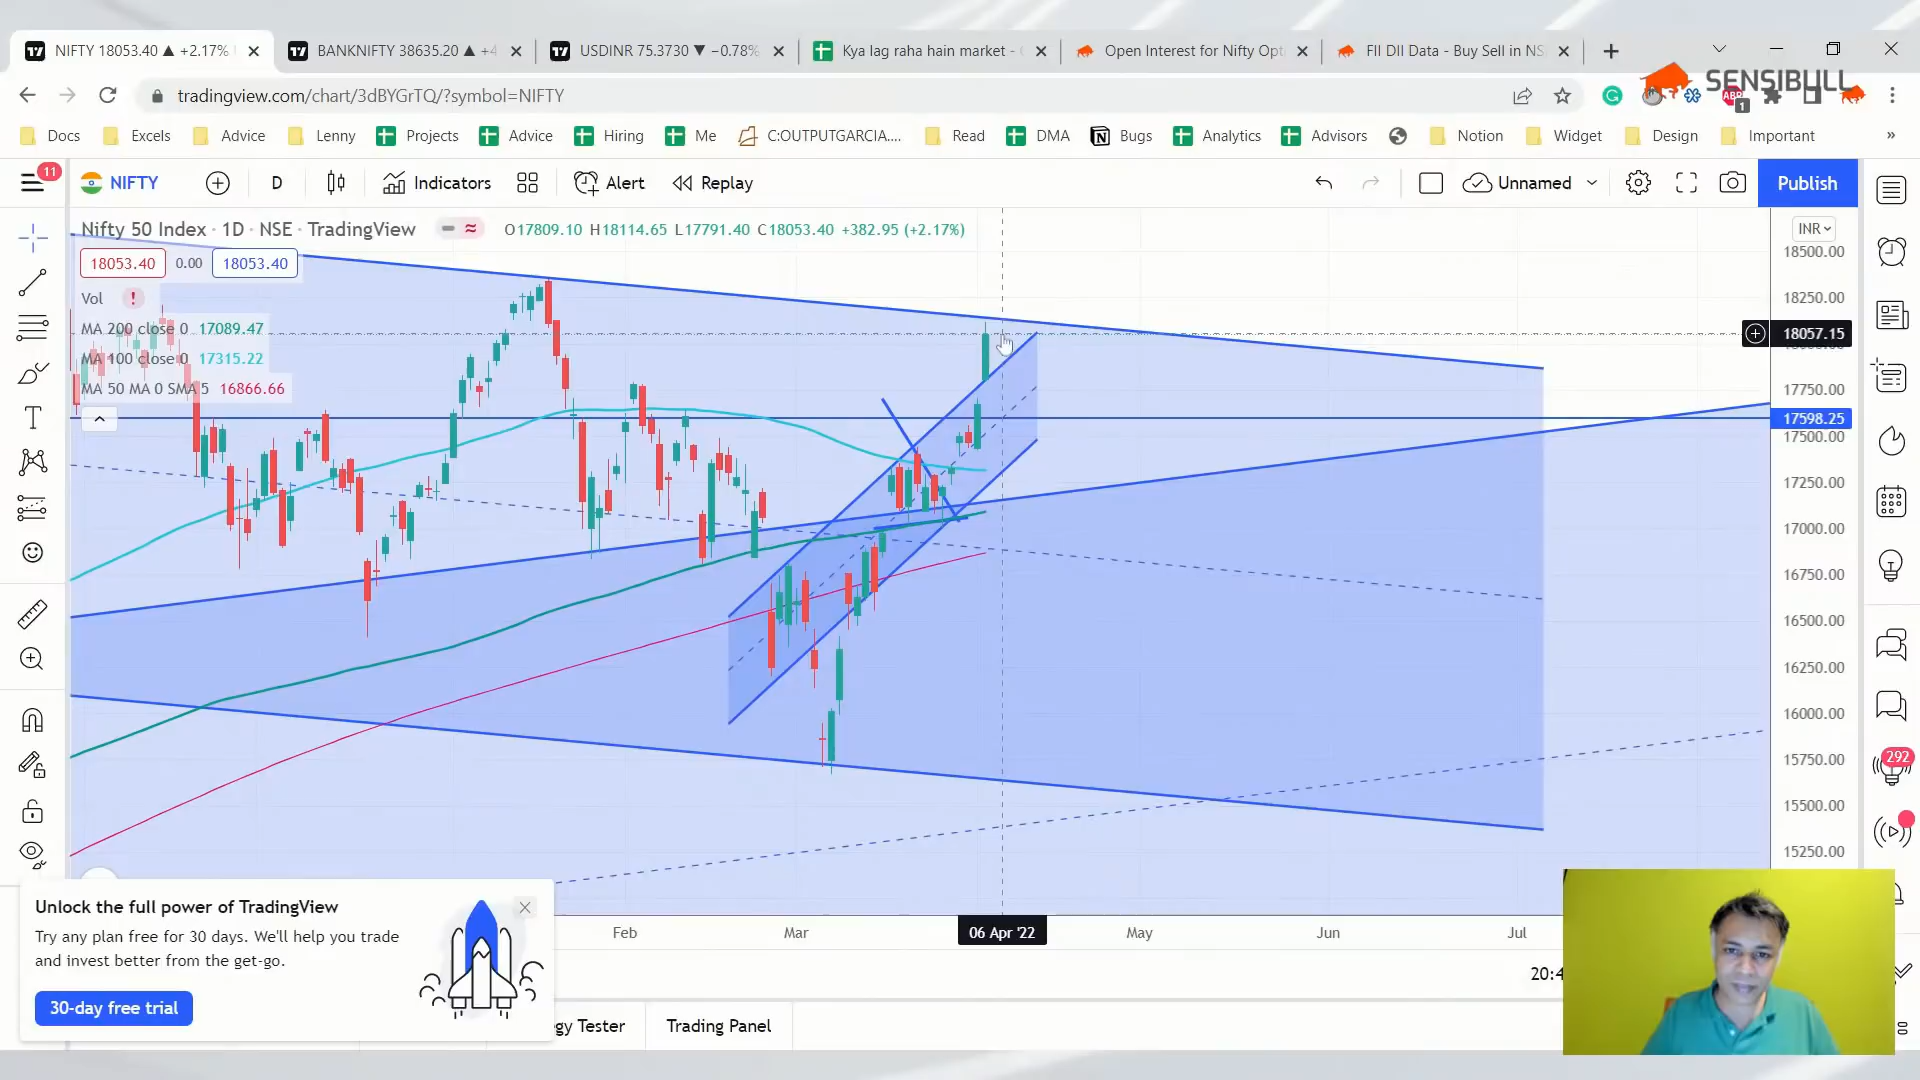 NIFTY 18053.40 ▲ +2.17%
BANKNIFTY 38635.20 ▲ +4
USDINR 75.3730 ▼ −0.78%
Kya lag raha hain market -
Open Interest for Nifty Opt
FII DII Data - Buy Sell in NS
SENSIBULL
tradingview.com/chart/3dBYGrTQ/?symbol=NIFTY
ABP
1
Docs
Excels
Advice
Lenny
Projects
Advice
Hiring
Me
C:OUTPUTGARCIA....
Read
DMA
Bugs
Analytics
Advisors
Notion
Widget
Design
Important
»
11
NIFTY
D
Indicators
Alert
Replay
Unnamed
Publish
Nifty 50 Index · 1D · NSE · TradingView
O17809.10 H18114.65 L17791.40 C18053.40 +382.95 (+2.17%)
INR
18053.40
0.00
18053.40
Vol
!
MA 200 close 0 17089.47
MA 100 close 0 17315.22
MA 50 MA 0 SMA 5 16866.66
18500.00
18250.00
18057.15
17750.00
17598.25
17500.00
17250.00
17000.00
16750.00
16500.00
16250.00
16000.00
15750.00
15500.00
15250.00
292
Feb
Mar
06 Apr '22
May
Jun
Jul
20:4
Unlock the full power of TradingView
Try any plan free for 30 days. We'll help you trade
and invest better from the get-go.
30-day free trial
gy Tester
Trading Panel